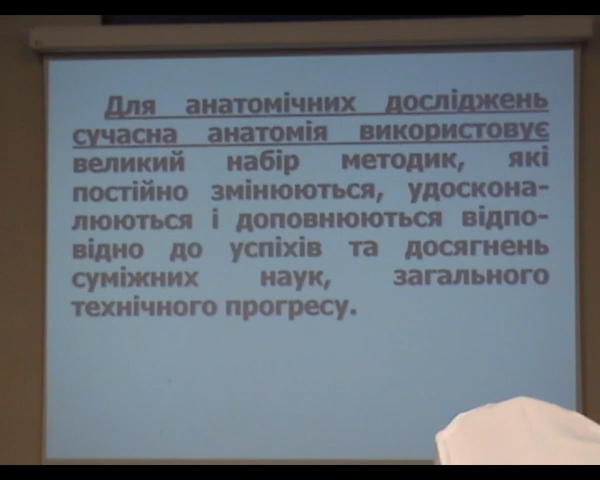 Для анатомічних досліджень
сучасна анатомія використовує
великий набір методик, які
постійно змінюються, удоскона-
люються і доповнюються відпо-
відно до успіхів та досягнень
суміжних наук, загального
технічного прогресу.